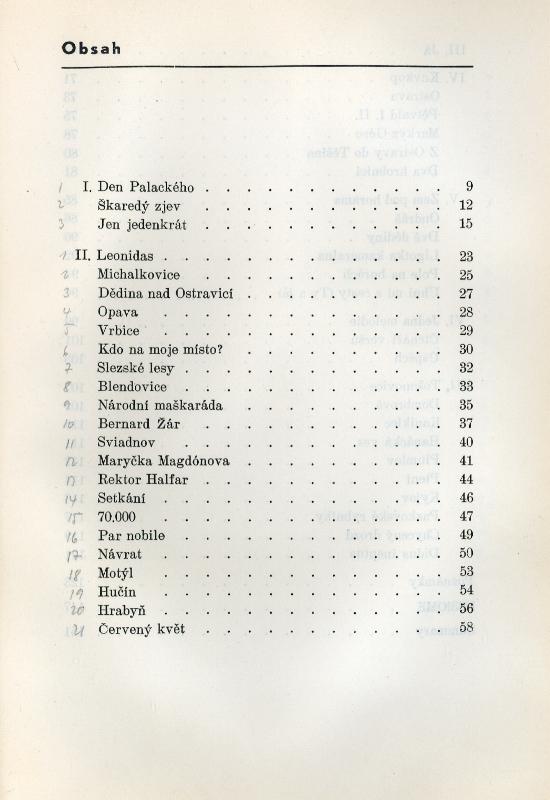 Obsah
1 I. Den Palackého . . . . . . . . . . . . 9
2 Škaredý zjev . . . . . . . . . . . . 12
3 Jen jedenkrát . . . . . . . . . . . . 15
1 II. Leonidas . . . . . . . . . . . . . 23
2 Michalkovice . . . . . . . . . . . . 25
3 Dědina nad Ostravicí . . . . . . . . . . 27
4 Opava . . . . . . . . . . . . . . 28
5 Vrbice . . . . . . . . . . . . . . 29
6 Kdo na moje místo? . . . . . . . . . . 30
7 Slezské lesy . . . . . . . . . . . . 32
8 Blendovice . . . . . . . . . . . . . 33
9 Národní maškaráda . . . . . . . . . . 35
10 Bernard Žár . . . . . . . . . . . . 37
11 Sviadnov . . . . . . . . . . . . . 40
12 Maryčka Magdónova . . . . . . . . . . 41
13 Rektor Halfar . . . . . . . . . . . . 44
14 Setkání . . . . . . . . . . . . . . 46
15 70.000 . . . . . . . . . . . . . . 47
16 Par nobile . . . . . . . . . . . . . 49
17 Návrat . . . . . . . . . . . . . . 50
18 Motýl . . . . . . . . . . . . . . 53
19 Hučín . . . . . . . . . . . . . . 54
20 Hrabyň . . . . . . . . . . . . . . 56
21 Červený květ . . . . . . . . . . . . 58